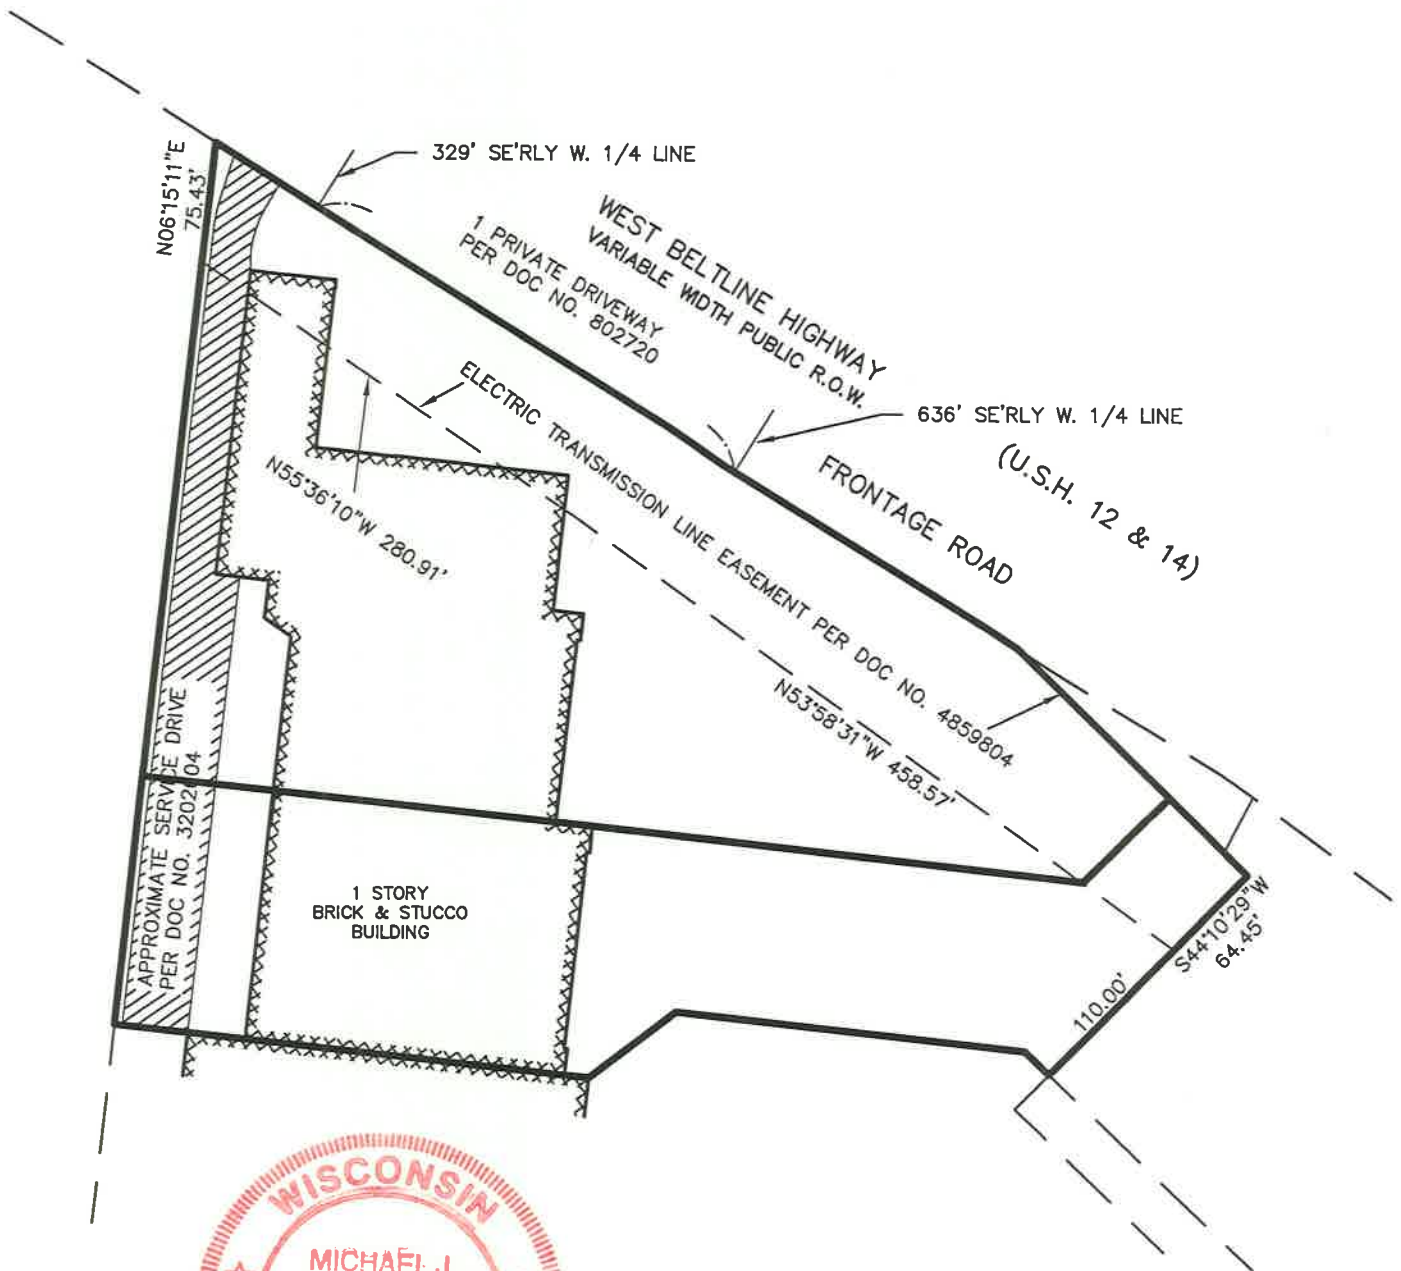 329' SE'RLY W. 1/4 LINE
N06°15'11"E
75.43'
WEST BELTLINE HIGHWAY
VARIABLE WIDTH PUBLIC R.O.W.
1 PRIVATE DRIVEWAY
PER DOC NO. 802720
636' SE'RLY W. 1/4 LINE
FRONTAGE ROAD
(U.S.H. 12 & 14)
ELECTRIC TRANSMISSION LINE EASEMENT PER DOC NO. 4859804
N55°36'10"W 280.91'
N53°58'31"W 458.57'
APPROXIMATE SERVICE DRIVE
PER DOC NO.
1 STORY
BRICK & STUCCO
BUILDING
S44°10'29"W
64.45'
110.00'
WISCONSIN
MICHAEL J.